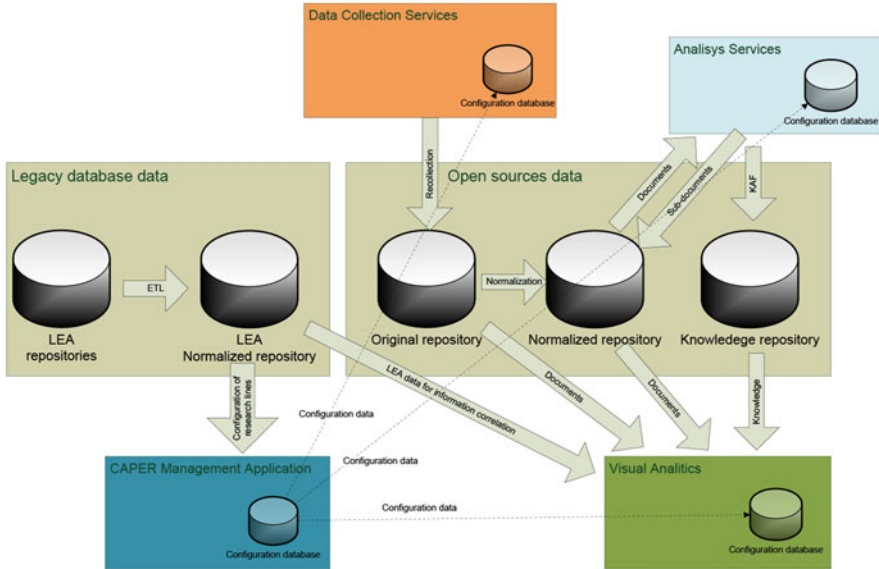 Data Collection Services
Configuration database
Analisys Services
Configuration database
Legacy database data
Open sources data
Recollection
Documents
Sub-documents
KAF
ETL
Normalization
LEA
repositories
LEA
Normalized repository
Original repository
Normalized repository
Knowledege repository
Configuration of
research lines
LEA data for information correlation
Documents
Documents
Knowledge
Configuration data
Configuration data
Configuration data
CAPER Management Application
Configuration database
Visual Analitics
Configuration database